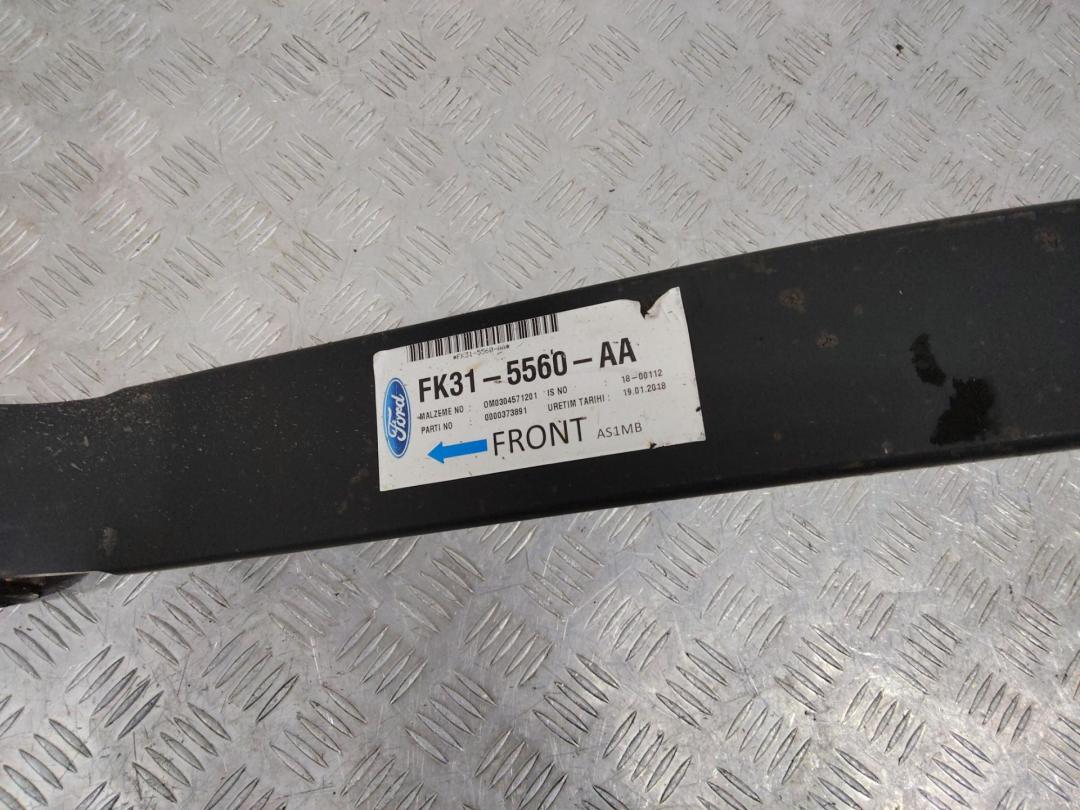 *FK31-5560-AA*
FK31-5560-AA
MALZEME NO : OM0304571201 IS NO : 18-00112
PARTI NO : 0000373891 URETIM TARIHI : 19.01.2018
Ford
FRONT AS1MB